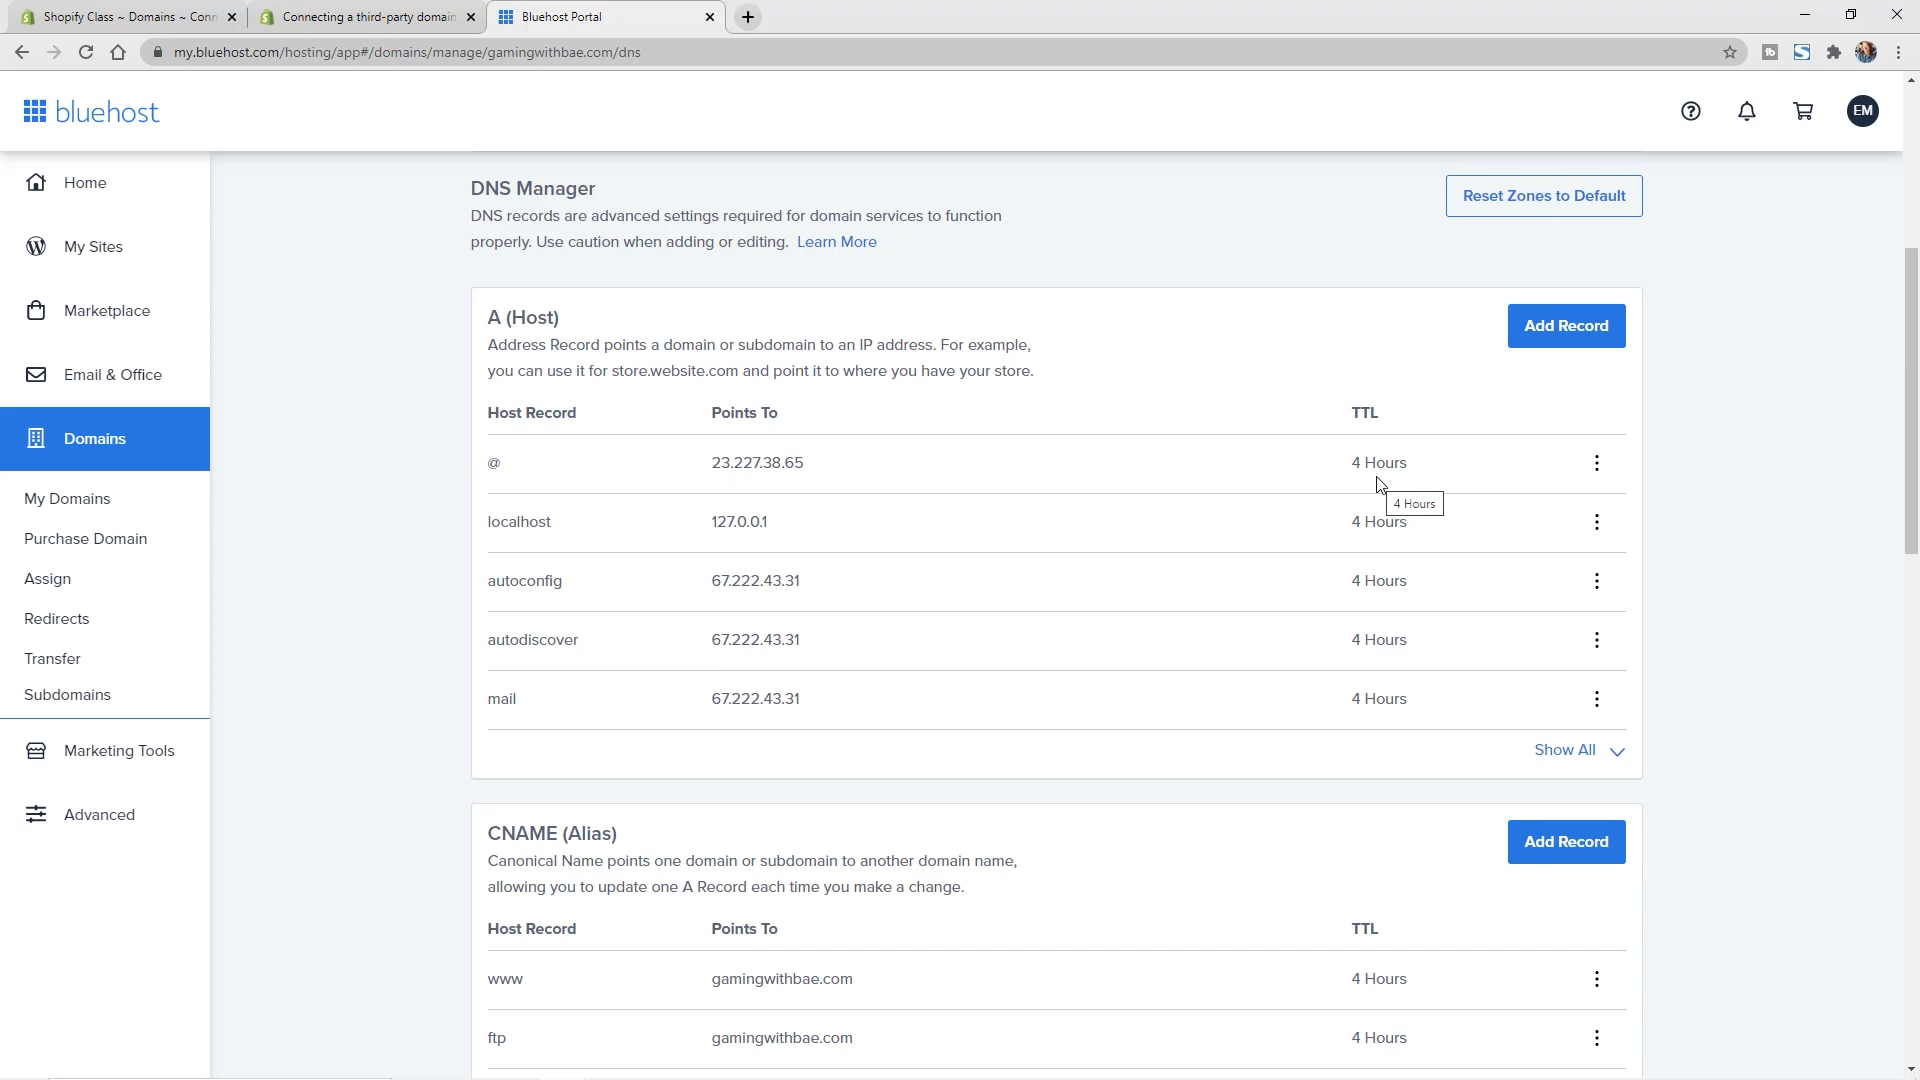 Shopify Class ~ Domains ~ Conn
Connecting a third-party domain
Bluehost Portal
my.bluehost.com/hosting/app#/domains/manage/gamingwithbae.com/dns
bluehost
EM
Home
My Sites
Marketplace
Email & Office
Domains
My Domains
Purchase Domain
Assign
Redirects
Transfer
Subdomains
Marketing Tools
Advanced
DNS Manager
Reset Zones to Default
DNS records are advanced settings required for domain services to function
properly. Use caution when adding or editing. Learn More
A (Host)
Add Record
Address Record points a domain or subdomain to an IP address. For example,
you can use it for store.website.com and point it to where you have your store.
Host Record Points To TTL
@ 23.227.38.65 4 Hours
4 Hours
localhost 127.0.0.1 4 Hours
autoconfig 67.222.43.31 4 Hours
autodiscover 67.222.43.31 4 Hours
mail 67.222.43.31 4 Hours
Show All
CNAME (Alias)
Add Record
Canonical Name points one domain or subdomain to another domain name,
allowing you to update one A Record each time you make a change.
Host Record Points To TTL
www gamingwithbae.com 4 Hours
ftp gamingwithbae.com 4 Hours